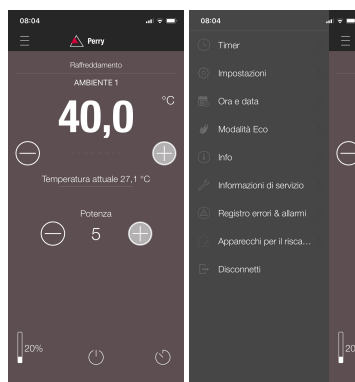 08:04
Perry
Raffreddamento
AMBIENTE 1
40,0 °C
Temperatura attuale 27,1 °C
Potenza
5
20%
08:04
Timer
Impostazioni
Ora e data
Modalità Eco
Info
Informazioni di servizio
Registro errori & allarmi
Apparecchi per il risca...
Disconnetti
20